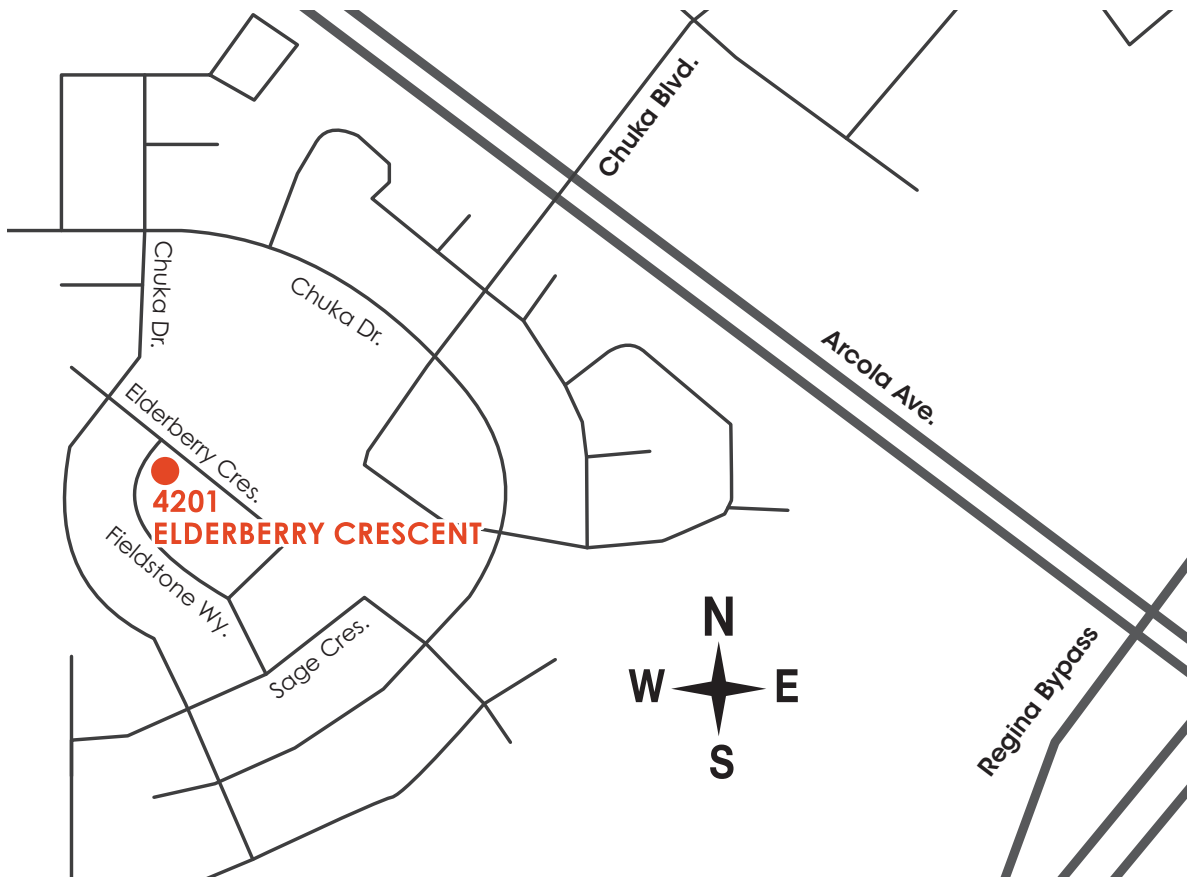 Chuka Blvd.
Chuka Dr.
Chuka Dr.
Arcola Ave.
Elderberry Cres.
4201
ELDERBERRY CRESCENT
Fieldstone Wy.
Sage Cres.
N
W E
S
Regina Bypass